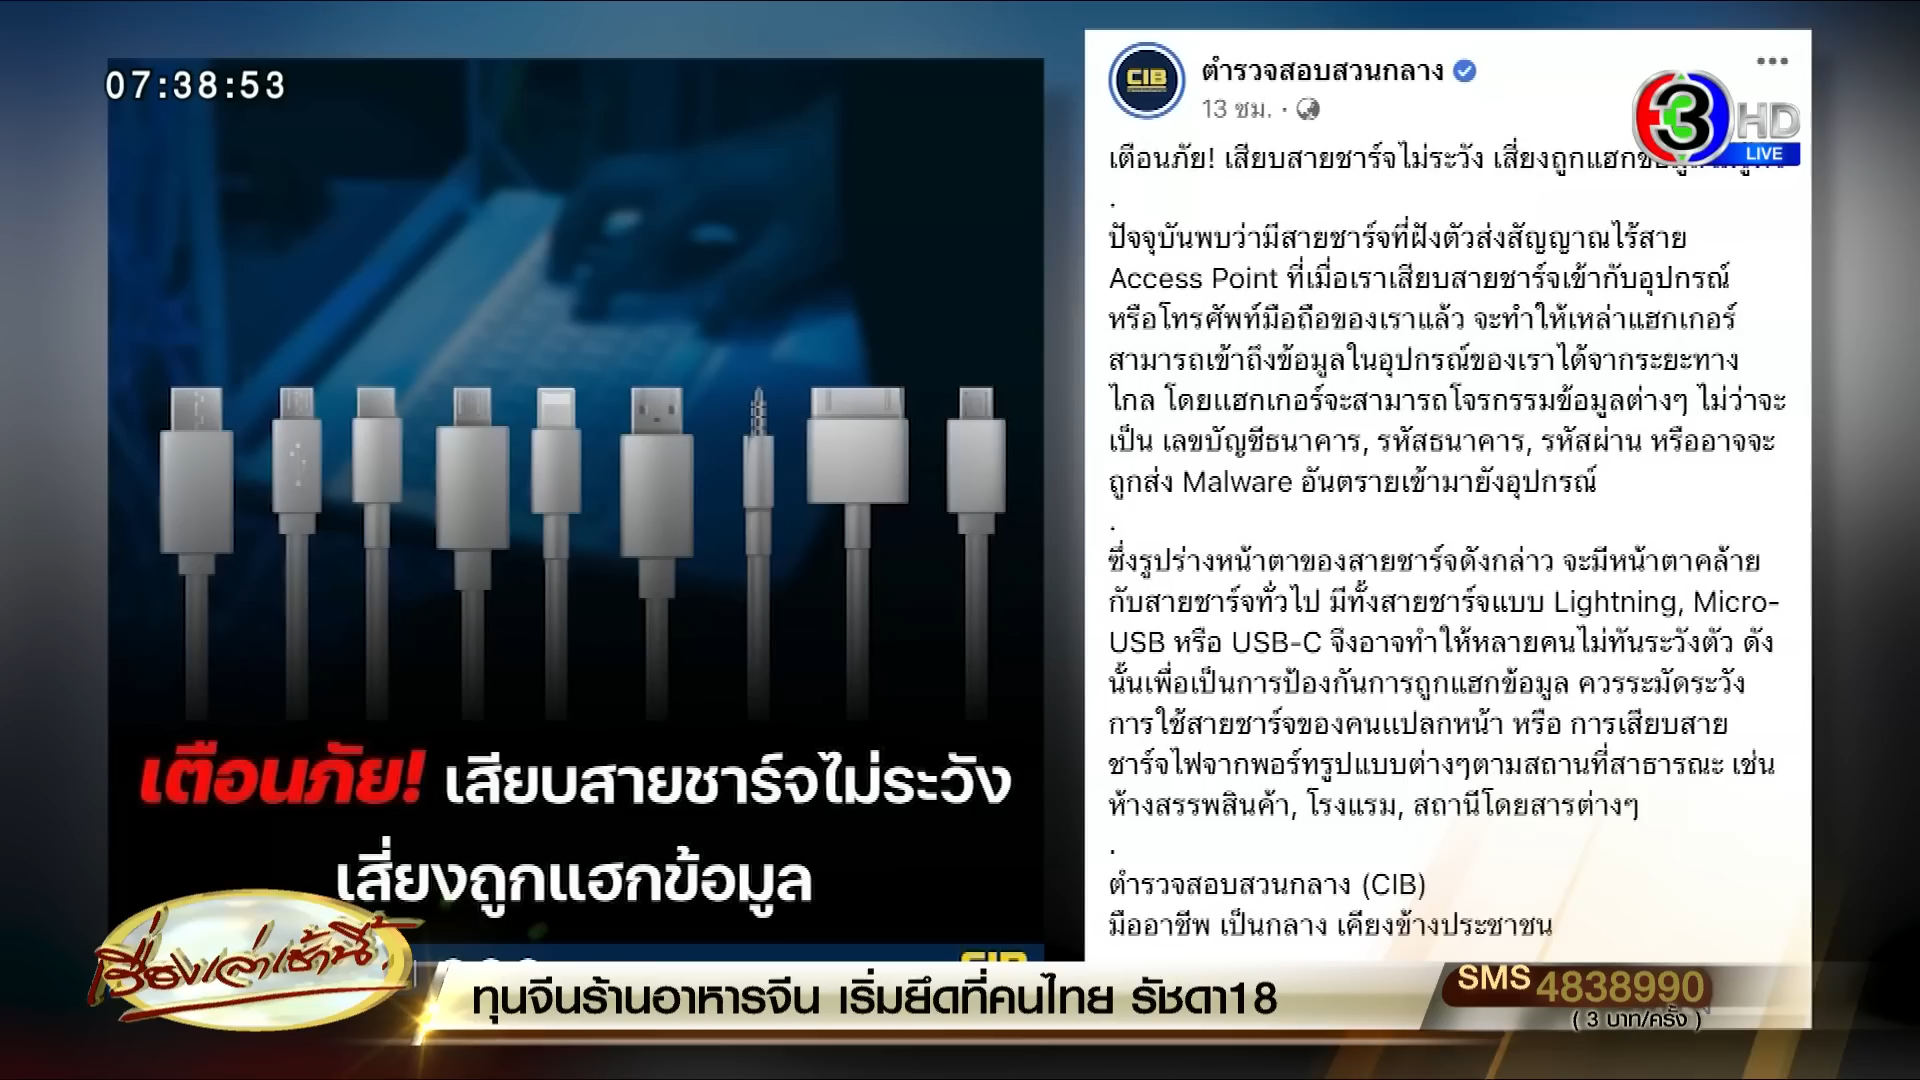 07:38:53
เตือนภัย! เสียบสายชาร์จไม่ระวัง
เสี่ยงถูกแฮกข้อมูล
CIB
ตำรวจสอบสวนกลาง
13 ชม.
3 HD
LIVE
เตือนภัย! เสียบสายชาร์จไม่ระวัง เสี่ยงถูกแฮก
.
ปัจจุบันพบว่ามีสายชาร์จที่ฝังตัวส่งสัญญาณไร้สาย
Access Point ที่เมื่อเราเสียบสายชาร์จเข้ากับอุปกรณ์
หรือโทรศัพท์มือถือของเราแล้ว จะทำให้เหล่าแฮกเกอร์
สามารถเข้าถึงข้อมูลในอุปกรณ์ของเราได้จากระยะทาง
ไกล โดยแฮกเกอร์จะสามารถโจรกรรมข้อมูลต่างๆ ไม่ว่าจะ
เป็น เลขบัญชีธนาคาร, รหัสธนาคาร, รหัสผ่าน หรืออาจจะ
ถูกส่ง Malware อันตรายเข้ามายังอุปกรณ์
.
ซึ่งรูปร่างหน้าตาของสายชาร์จดังกล่าว จะมีหน้าตาคล้าย
กับสายชาร์จทั่วไป มีทั้งสายชาร์จแบบ Lightning, Micro-
USB หรือ USB-C จึงอาจทำให้หลายคนไม่ทันระวังตัว ดัง
นั้นเพื่อเป็นการป้องกันการถูกแฮกข้อมูล ควรระมัดระวัง
การใช้สายชาร์จของคนแปลกหน้า หรือ การเสียบสาย
ชาร์จไฟจากพอร์ทรูปแบบต่างๆตามสถานที่สาธารณะ เช่น
ห้างสรรพสินค้า, โรงแรม, สถานีโดยสารต่างๆ
.
ตำรวจสอบสวนกลาง (CIB)
มืออาชีพ เป็นกลาง เคียงข้างประชาชน
เรื่องเล่าเช้านี้
ทุนจีนร้านอาหารจีน เริ่มยึดที่คนไทย รัชดา18
SMS 4838990
( 3 บาท/ครั้ง )